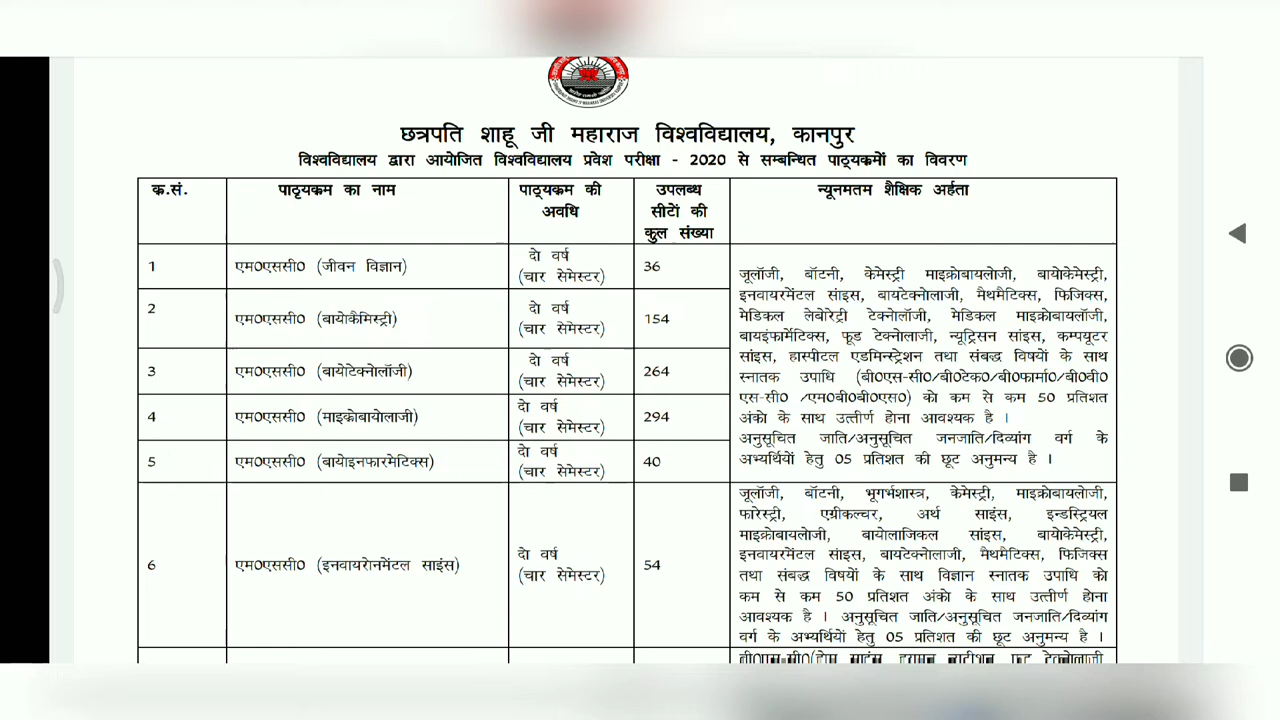 छत्रपति शाहू जी महाराज विश्वविद्यालय, कानपुर
विश्वविद्यालय द्वारा आयोजित विश्वविद्यालय प्रवेश परीक्षा - 2020 से सम्बन्धित पाठ्यकमों का विवरण
क.सं.
पाठ्यकम का नाम
पाठ्यकम की
अवधि
उपलब्ध
सीटों की
कुल संख्या
न्यूनमतम शैक्षिक अर्हता
1
एम0एससी0 (जीवन विज्ञान)
दो वर्ष
(चार सेमेस्टर)
36
2
एम0एससी0 (बायोकैमिस्ट्री)
दो वर्ष
(चार सेमेस्टर)
154
3
एम0एससी0 (बायोटेक्नोलॉजी)
दो वर्ष
(चार सेमेस्टर)
264
4
एम0एससी0 (माइकोबायोलाजी)
दो वर्ष
(चार सेमेस्टर)
294
5
एम0एससी0 (बायोइनफारमेटिक्स)
दो वर्ष
(चार सेमेस्टर)
40
जूलॉजी, बॉटनी, केमेस्ट्री माइक्रोबायलोजी, बायोकेमेस्ट्री,
इनवायरमेंटल सांइस, बायटेक्नोलाजी, मैथमैटिक्स, फिजिक्स,
मेडिकल लेबोरेट्री टेक्नोलॉजी, मेडिकल माइक्रोबायलॉजी,
बायइंफार्मेटिक्स, फूड टेक्नोलाजी, न्यूट्रिसन सांइस, कम्पयूटर
सांइस, हास्पीटल एडमिनस्ट्रेशन तथा संबद्ध विषयों के साथ
स्नातक उपाधि (बी0एस-सी0/बी0टेक0/बी0फार्मा0/बी0वी0
एस-सी0 /एम0बी0बी0एस0) को कम से कम 50 प्रतिशत
अंको के साथ उत्तीर्ण होना आवश्यक है ।
अनुसूचित जाति/अनुसूचित जनजाति/दिव्यांग वर्ग के
अभ्यर्थियों हेतु 05 प्रतिशत की छूट अनुमन्य है ।
6
एम0एससी0 (इनवायरोनमेंटल साइंस)
दो वर्ष
(चार सेमेस्टर)
54
जूलॉजी, बॉटनी, भूगर्भशास्त्र, केमेस्ट्री, माइक्रोबायलोजी,
फारेस्ट्री, एग्रीकल्चर, अर्थ साइंस, इन्डस्ट्रियल
माइक्रोबायलोजी, बायोलाजिकल सांइस, बायोकेमेस्ट्री,
इनवायरमेंटल सांइस, बायटेक्नोलाजी, मैथमैटिक्स, फिजिक्स
तथा संबद्ध विषयों के साथ विज्ञान स्नातक उपाधि को
कम से कम 50 प्रतिशत अंको के साथ उत्तीर्ण होना
आवश्यक है । अनुसूचित जाति/अनुसूचित जनजाति/दिव्यांग
वर्ग के अभ्यर्थियों हेतु 05 प्रतिशत की छूट अनुमन्य है ।